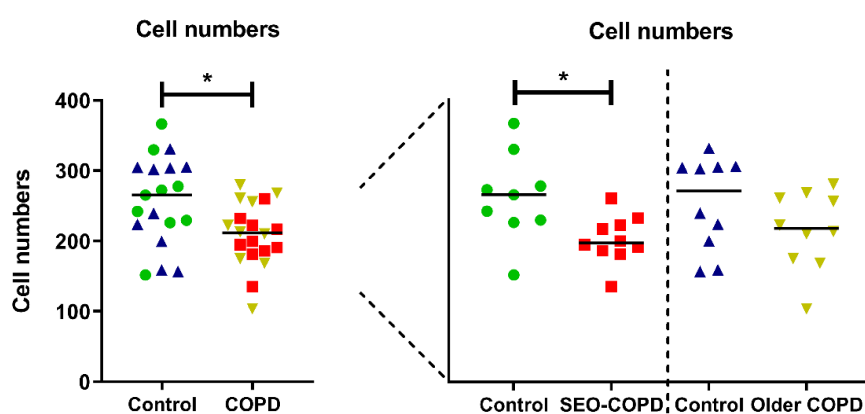 Cell numbers
Cell numbers
*
*
Cell numbers
400
300
200
100
0
Control COPD
Control SEO-COPD Control Older COPD